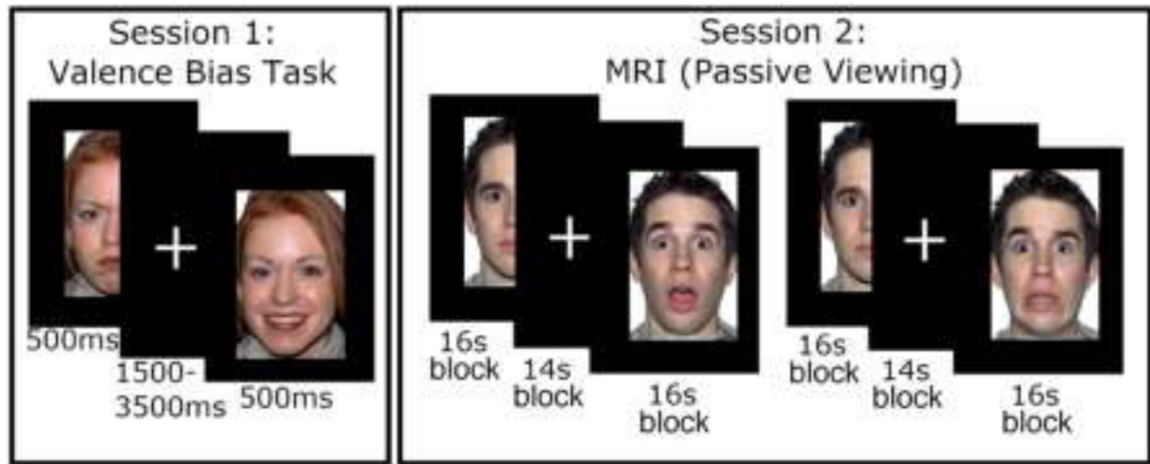 Session 1:
Valence Bias Task
500ms
1500-
3500ms
500ms
Session 2:
MRI (Passive Viewing)
16s
block
14s
block
16s
block
16s
block
14s
block
16s
block